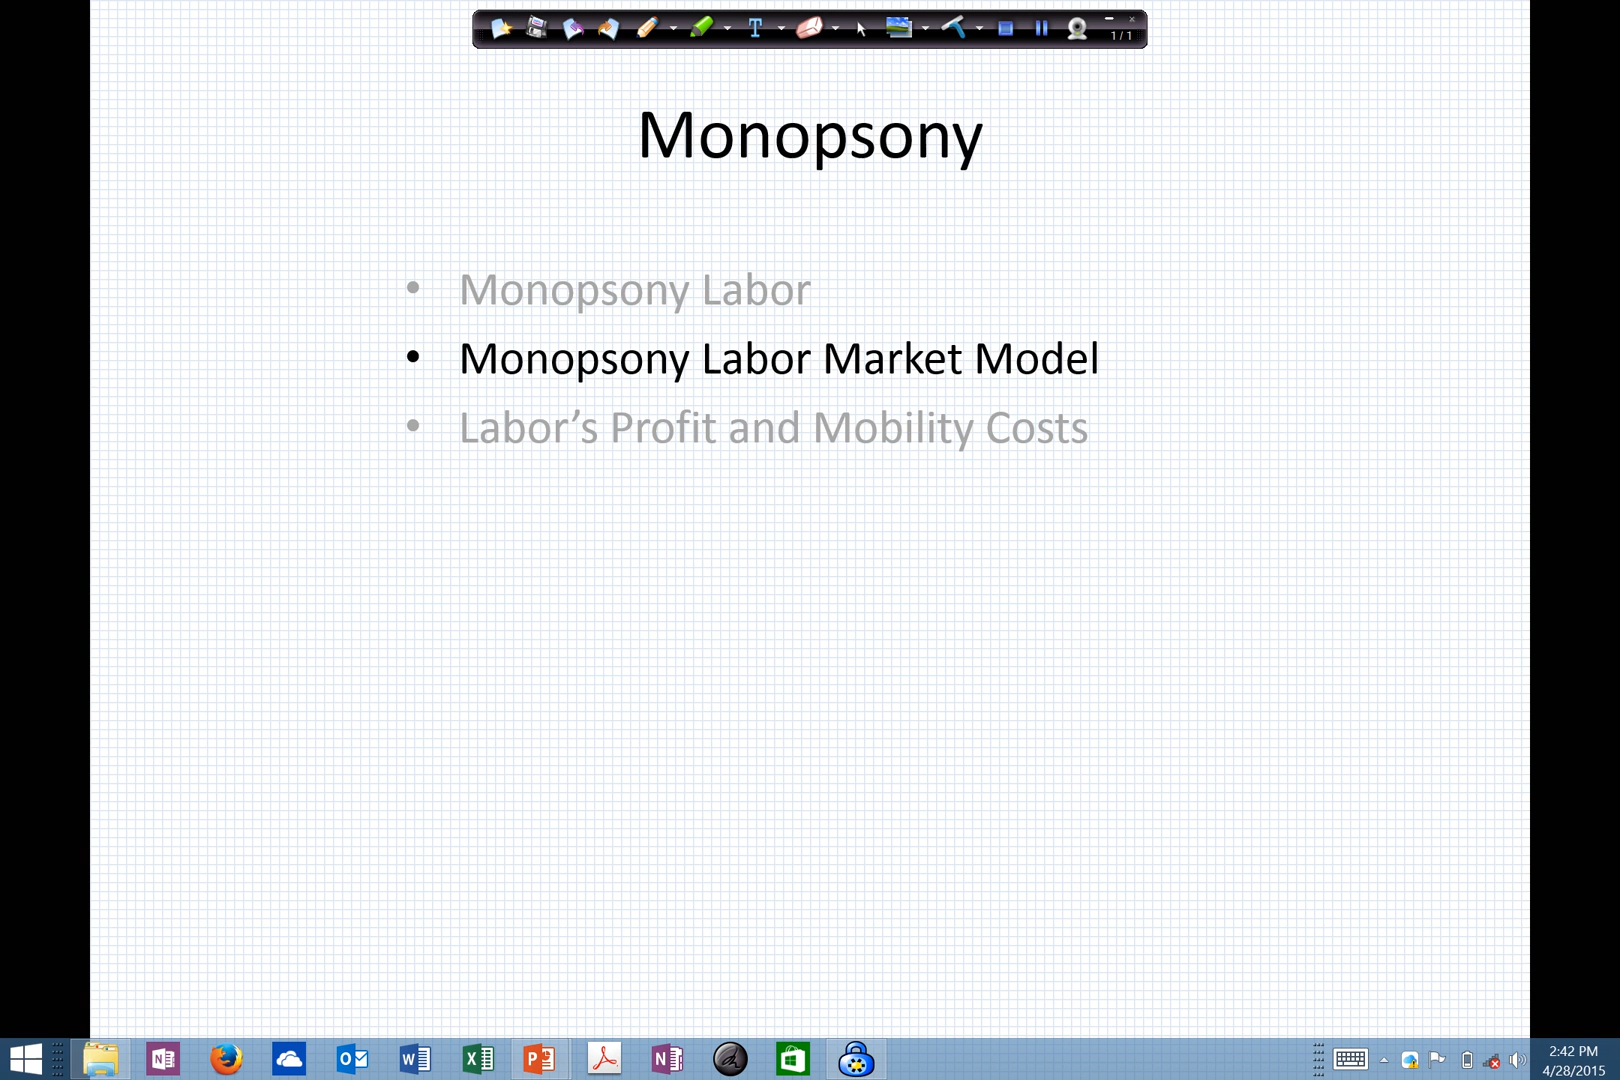 1 / 1
Monopsony
• Monopsony Labor
• Monopsony Labor Market Model
• Labor’s Profit and Mobility Costs
2:42 PM
4/28/2015